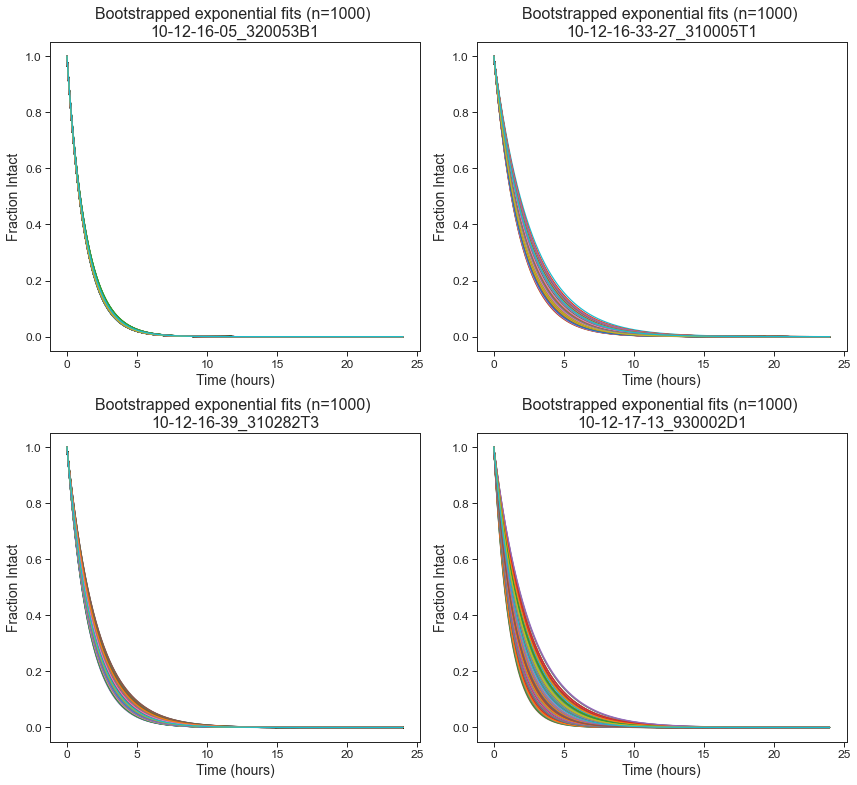 Bootstrapped exponential fits (n=1000)
10-12-16-05_320053B1
1.0
0.8
0.6
0.4
0.2
0.0
Fraction Intact
0 5 10 15 20 25
Time (hours)
Bootstrapped exponential fits (n=1000)
10-12-16-33-27_310005T1
1.0
0.8
0.6
0.4
0.2
0.0
Fraction Intact
0 5 10 15 20 25
Time (hours)
Bootstrapped exponential fits (n=1000)
10-12-16-39_310282T3
1.0
0.8
0.6
0.4
0.2
0.0
Fraction Intact
0 5 10 15 20 25
Time (hours)
Bootstrapped exponential fits (n=1000)
10-12-17-13_930002D1
1.0
0.8
0.6
0.4
0.2
0.0
Fraction Intact
0 5 10 15 20 25
Time (hours)